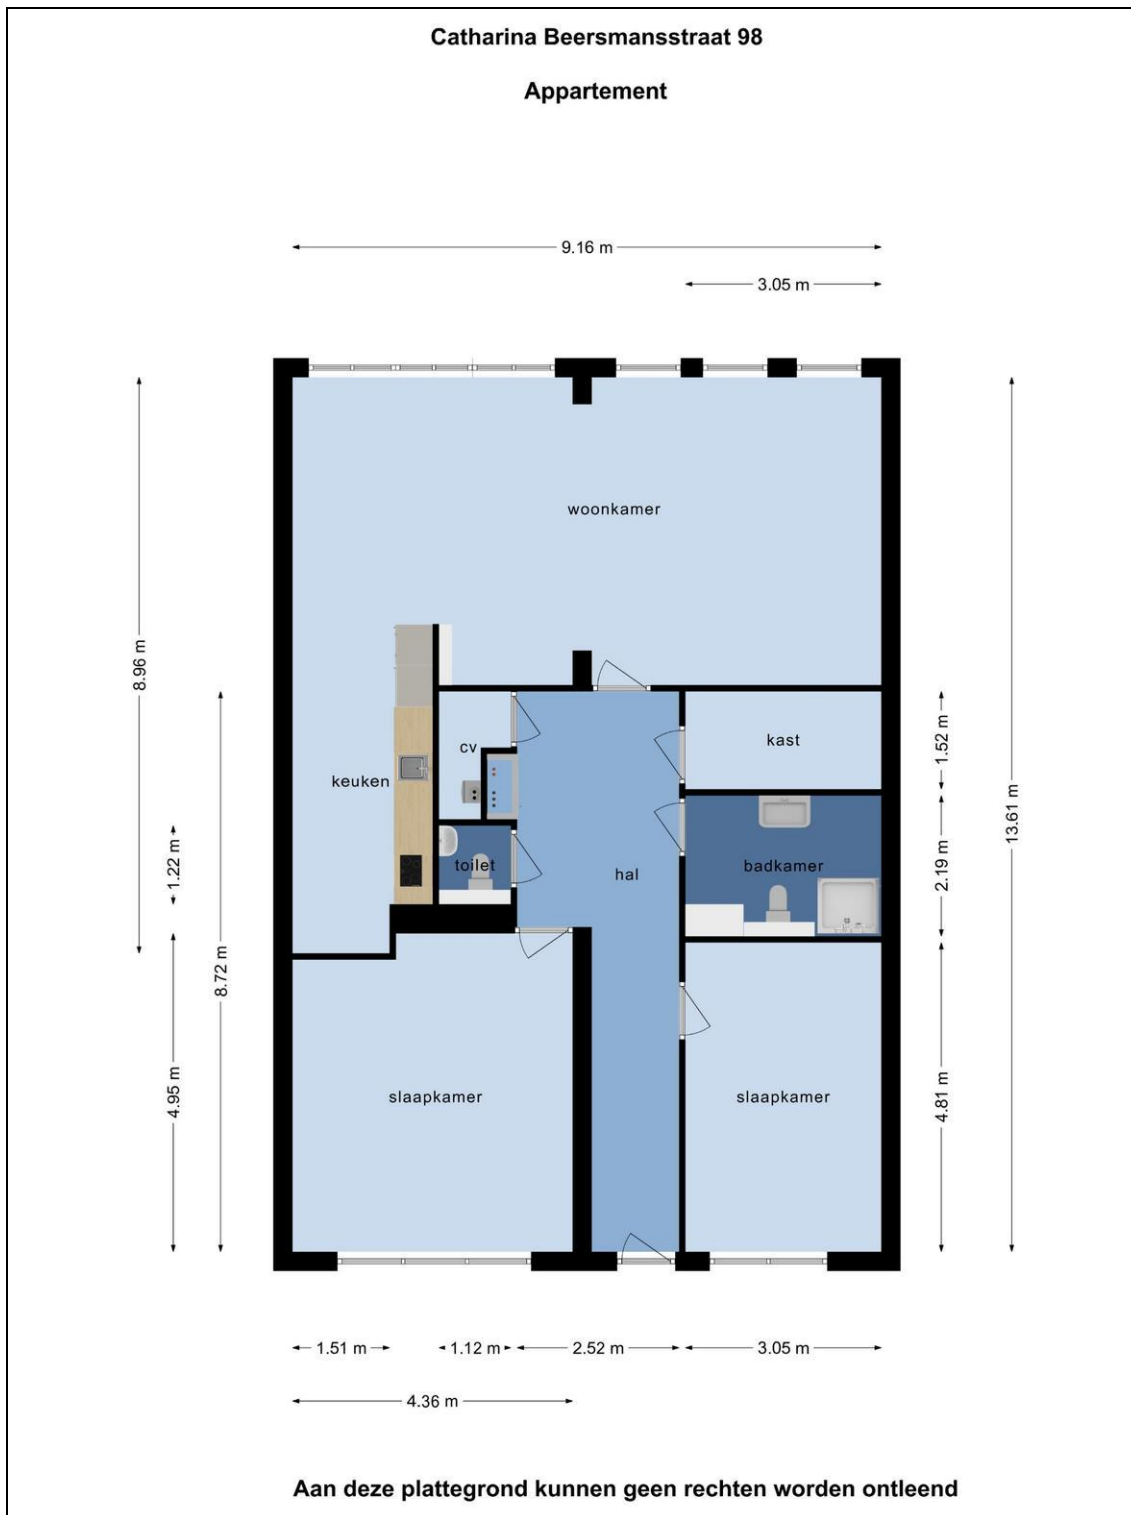 Catharina Beersmansstraat 98
Appartement
9.16 m
3.05 m
woonkamer
8.96 m
cv
kast
1.52 m
keuken
13.61 m
1.22 m
toilet
hal
badkamer
2.19 m
8.72 m
4.95 m
slaapkamer
slaapkamer
4.81 m
1.51 m
1.12 m
2.52 m
3.05 m
4.36 m
Aan deze plattegrond kunnen geen rechten worden ontleend